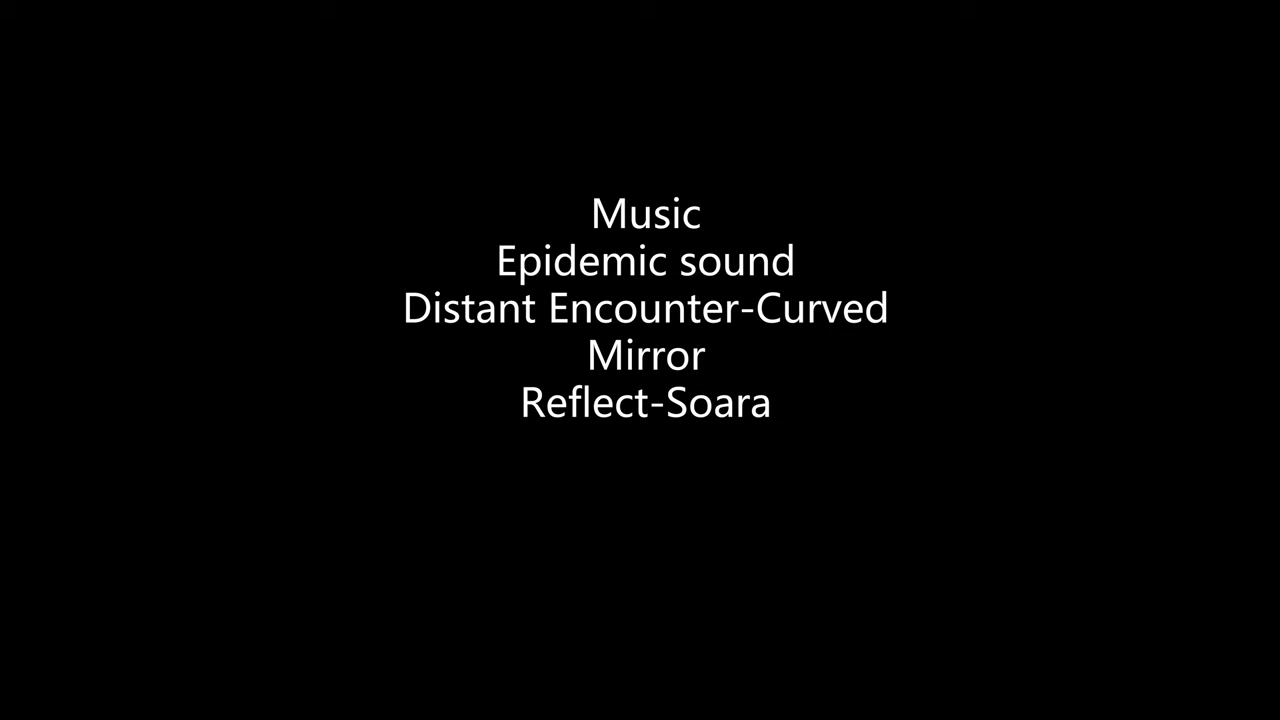 Music
Epidemic sound
Distant Encounter-Curved
Mirror
Reflect-Soara